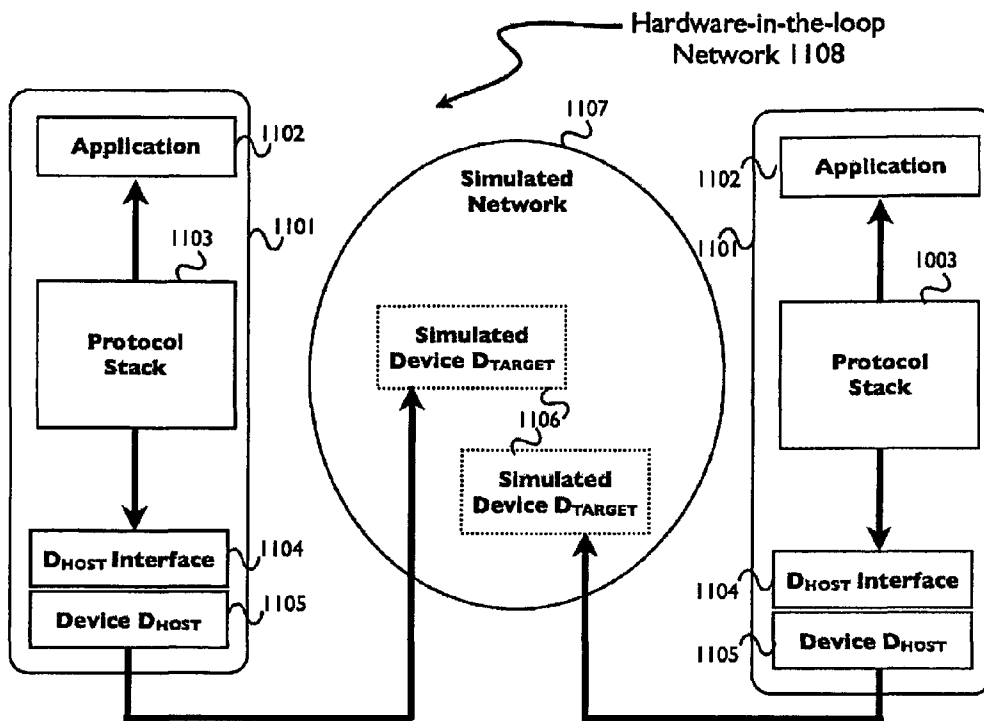 Hardware-in-the-loop
Network 1108
1102
Application
1101
1103
Protocol
Stack
DHOST Interface
1104
Device DHOST
1105
1107
Simulated
Network
Simulated
Device DTARGET
1106
Simulated
Device DTARGET
1102
Application
1101
1003
Protocol
Stack
1104
DHOST Interface
1105
Device DHOST